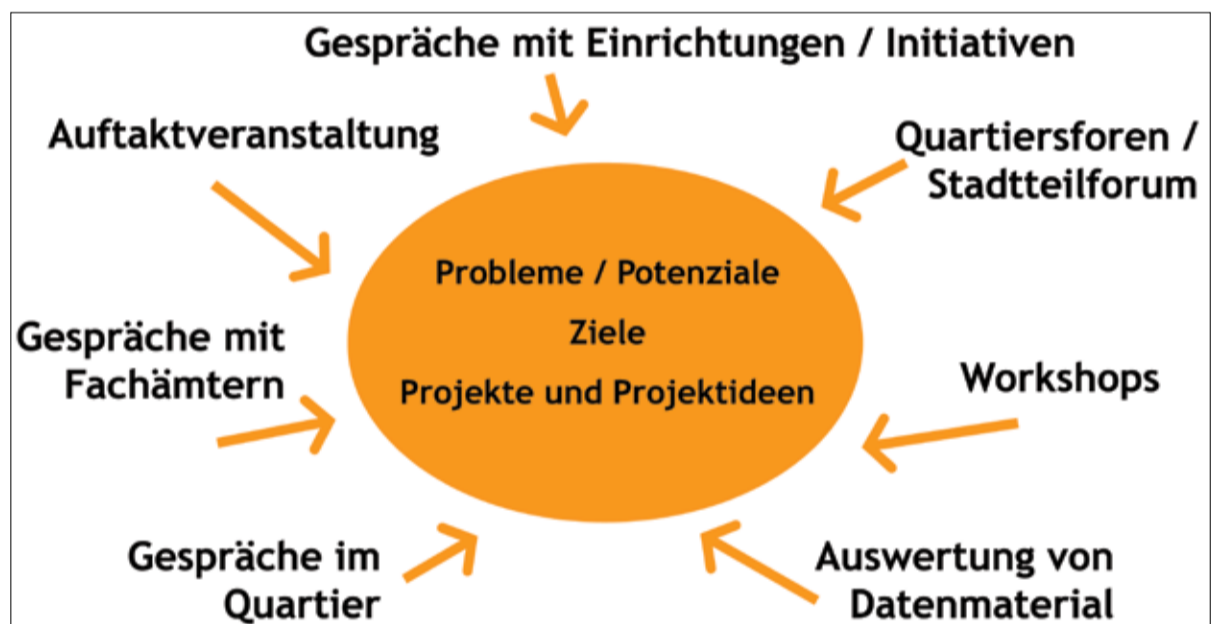 Gespräche mit Einrichtungen / Initiativen
Auftaktveranstaltung
Quartiersforen /
Stadtteilforum
Probleme / Potenziale
Ziele
Projekte und Projektideen
Gespräche mit
Fachämtern
Workshops
Gespräche im
Quartier
Auswertung von
Datenmaterial